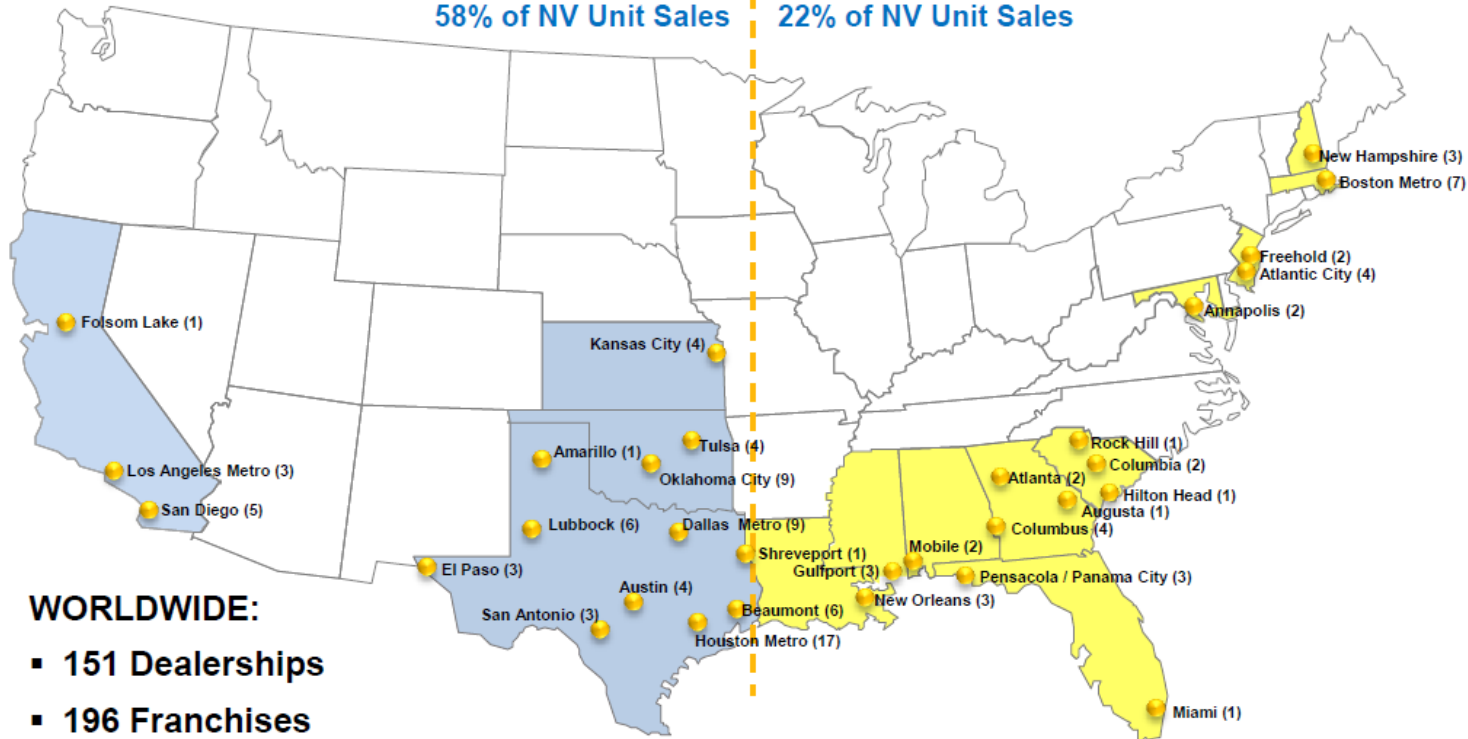 58% of NV Unit Sales
22% of NV Unit Sales
New Hampshire (3)
Boston Metro (7)
Freehold (2)
Atlantic City (4)
Annapolis (2)
Folsom Lake (1)
Kansas City (4)
Rock Hill (1)
Tulsa (4)
Amarillo (1)
Columbia (2)
Los Angeles Metro (3)
Atlanta (2)
Oklahoma City (9)
Hilton Head (1)
San Diego (5)
Augusta (1)
Lubbock (6)
Dallas Metro (9)
Columbus (4)
Mobile (2)
Shreveport (1)
El Paso (3)
Gulfport (3)
Pensacola / Panama City (3)
Austin (4)
New Orleans (3)
San Antonio (3)
Beaumont (6)
Houston Metro (17)
WORLDWIDE:
▪ 151 Dealerships
▪ 196 Franchises
Miami (1)